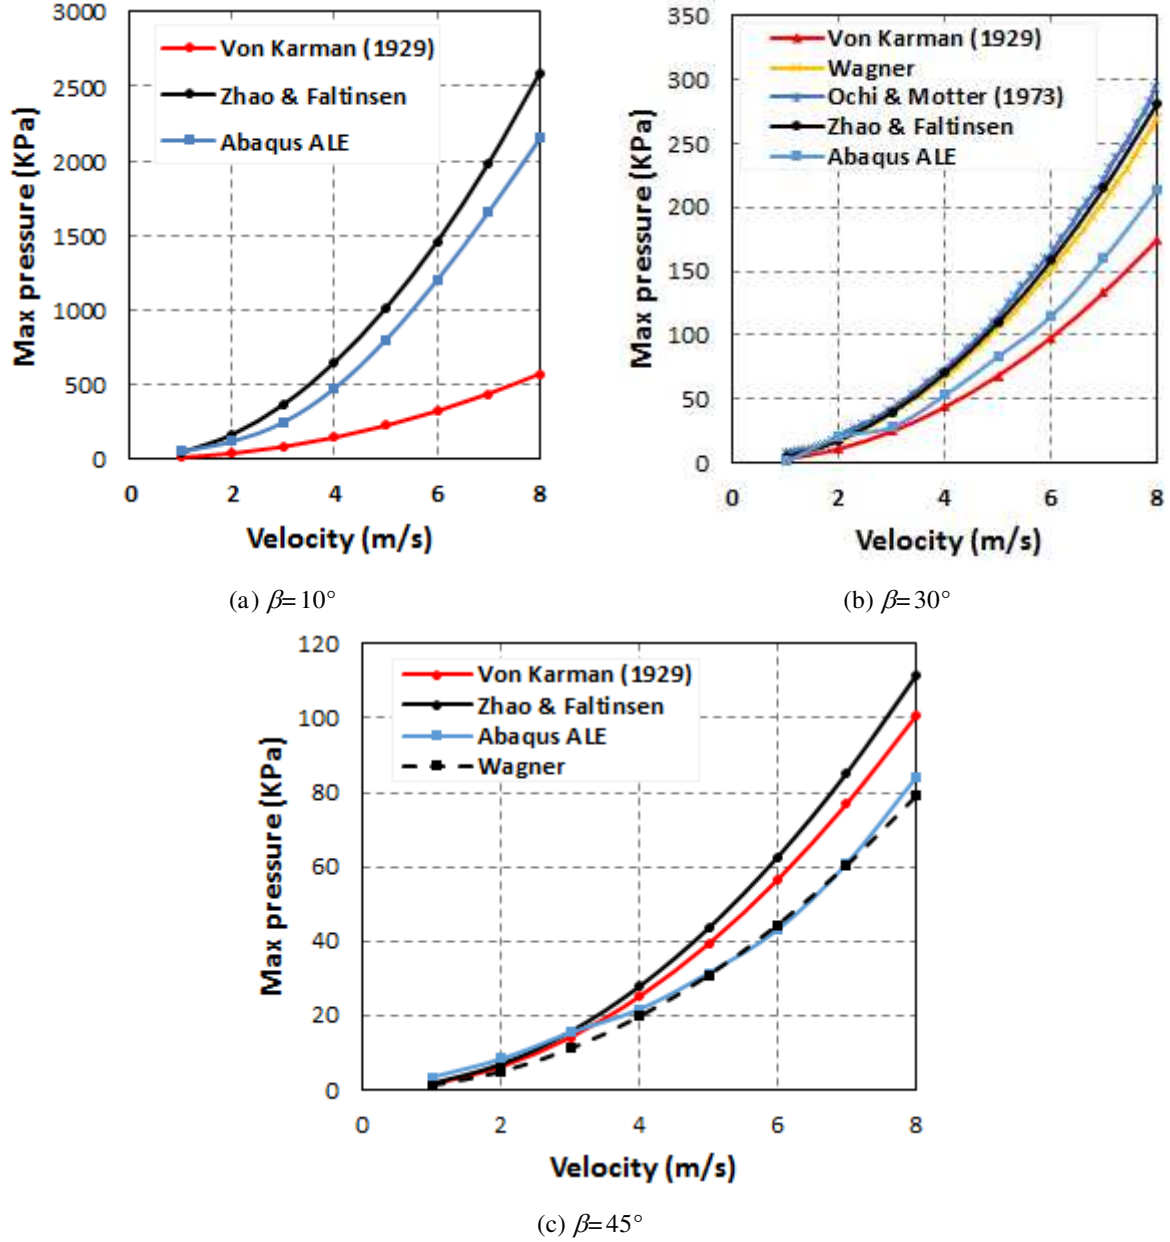 3000
2500
2000
1500
1000
500
0
0 2 4 6 8
Max pressure (KPa)
Velocity (m/s)
Von Karman (1929)
Zhao & Faltinsen
Abaqus ALE
(a) β=10°
350
300
250
200
150
100
50
0
0 2 4 6 8
Max pressure (KPa)
Velocity (m/s)
Von Karman (1929)
Wagner
Ochi & Motter (1973)
Zhao & Faltinsen
Abaqus ALE
(b) β=30°
120
100
80
60
40
20
0
0 2 4 6 8
Max pressure (KPa)
Velocity (m/s)
Von Karman (1929)
Zhao & Faltinsen
Abaqus ALE
Wagner
(c) β=45°